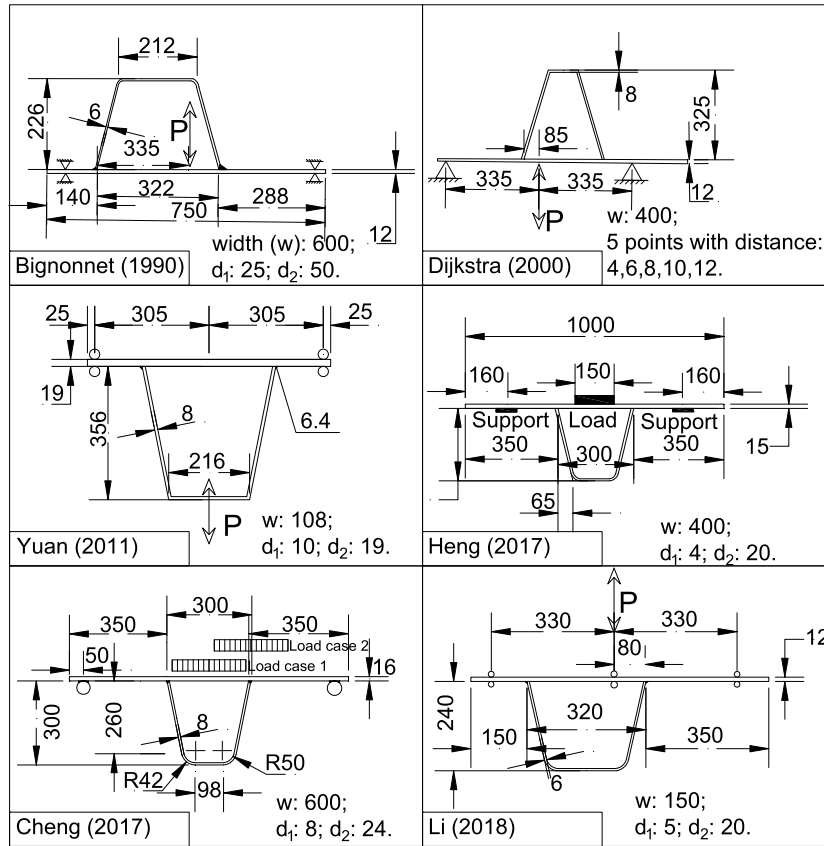 212
226
6
P
335
322
140
288
750
12
width (w): 600;
d₁: 25; d₂: 50.
Bignonnet (1990)
8
325
85
335
335
12
P
w: 400;
5 points with distance:
4,6,8,10,12.
Dijkstra (2000)
25
305
305
25
19
356
8
6.4
216
P
w: 108;
d₁: 10; d₂: 19.
Yuan (2011)
1000
150
160
160
Support
Load
Support
350
300
350
15
65
w: 400;
d₁: 4; d₂: 20.
Heng (2017)
300
350
350
Load case 2
Load case 1
50
16
300
260
8
R50
R42
98
w: 600;
d₁: 8; d₂: 24.
Cheng (2017)
P
330
330
80
12
240
320
150
350
6
w: 150;
d₁: 5; d₂: 20.
Li (2018)